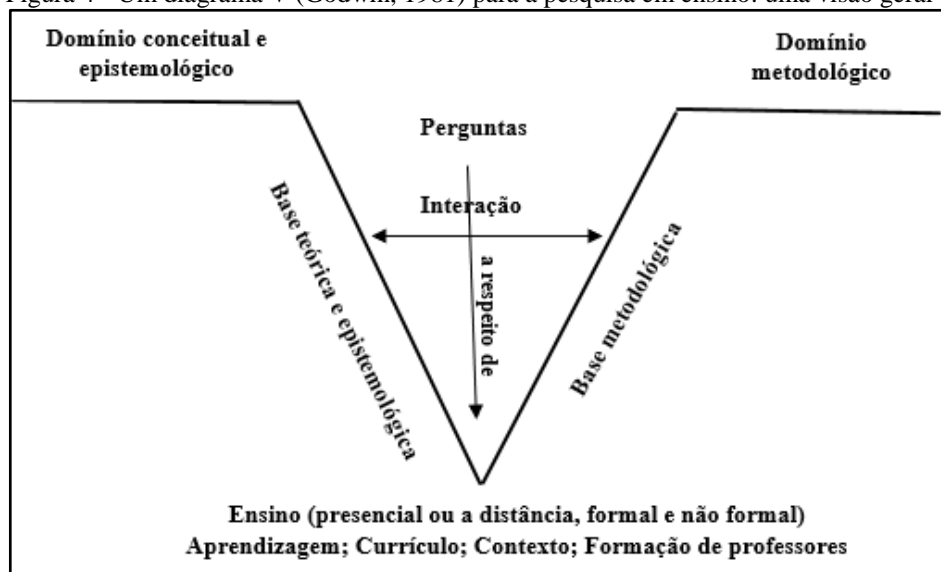 Figura 4 - Um diagrama V (Godwin, 1981) para a pesquisa em ensino: uma visão geral
Domínio conceitual e
epistemológico
Domínio
metodológico
Perguntas
Interação
a respeito de
Base teórica e epistemológica
Base metodológica
Ensino (presencial ou a distância, formal e não formal)
Aprendizagem; Currículo; Contexto; Formação de professores